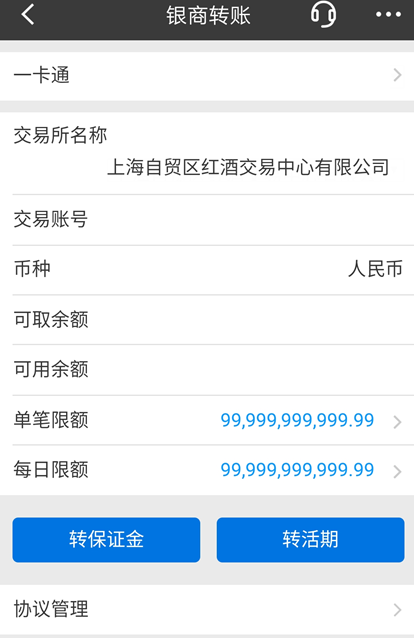 银商转账
一卡通
交易所名称
上海自贸区红酒交易中心有限公司
交易账号
币种 人民币
可取余额
可用余额
单笔限额 99,999,999,999.99
每日限额 99,999,999,999.99
转保证金 转活期
协议管理